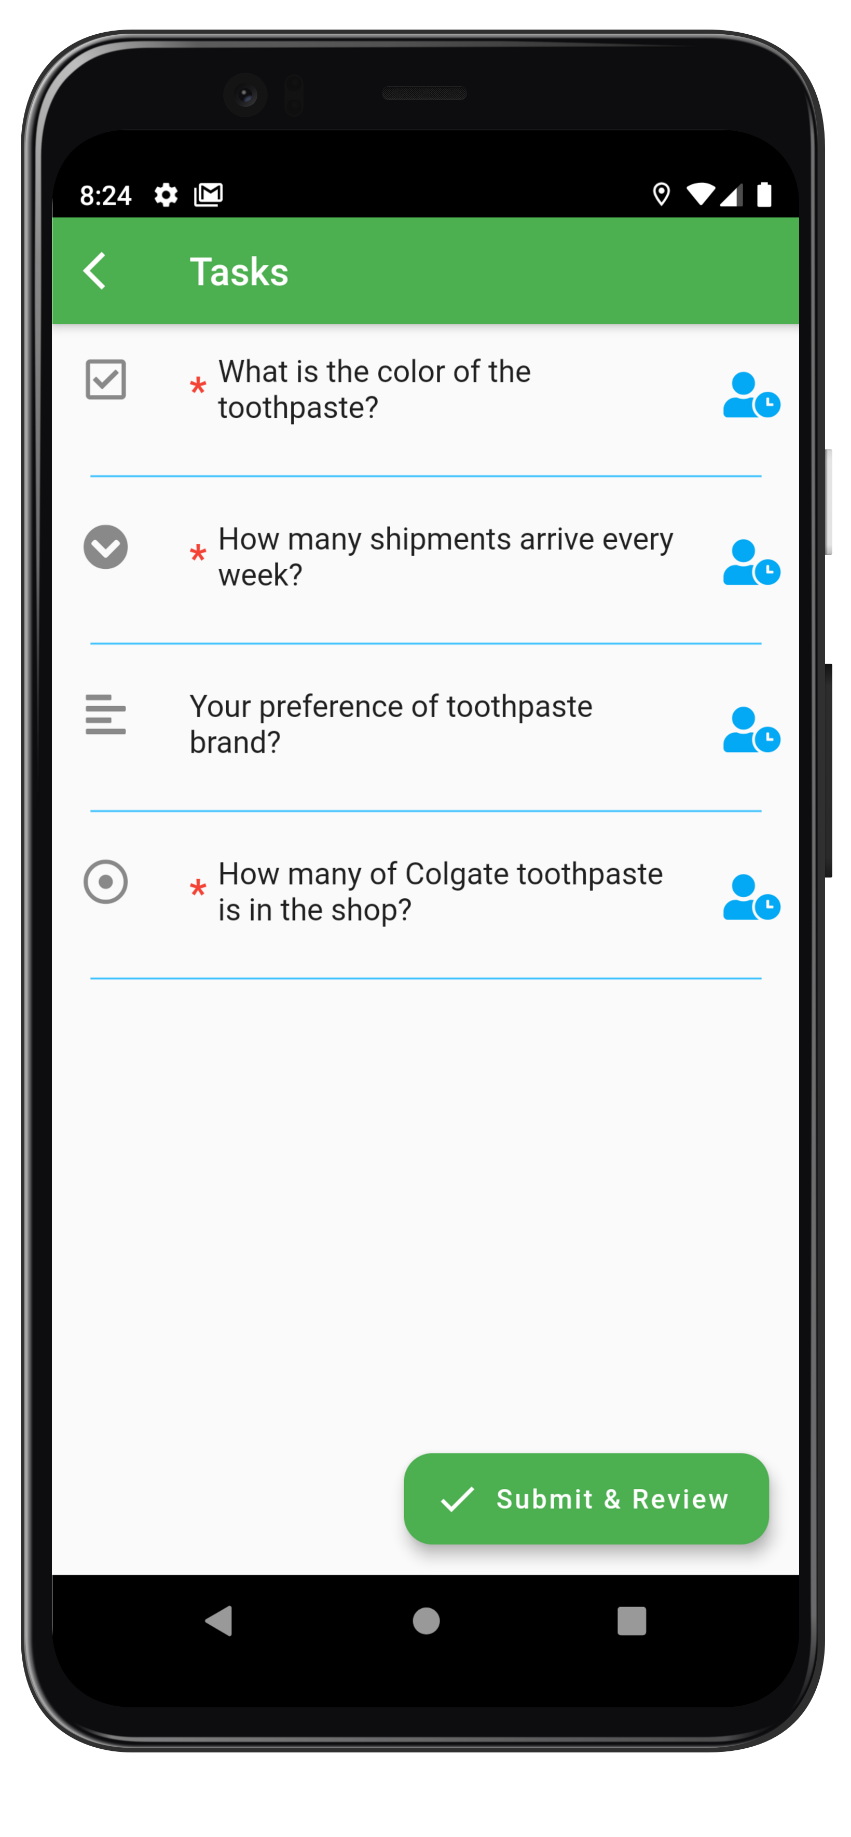 8:24
Tasks
* What is the color of the
toothpaste?
* How many shipments arrive every
week?
Your preference of toothpaste
brand?
* How many of Colgate toothpaste
is in the shop?
Submit & Review